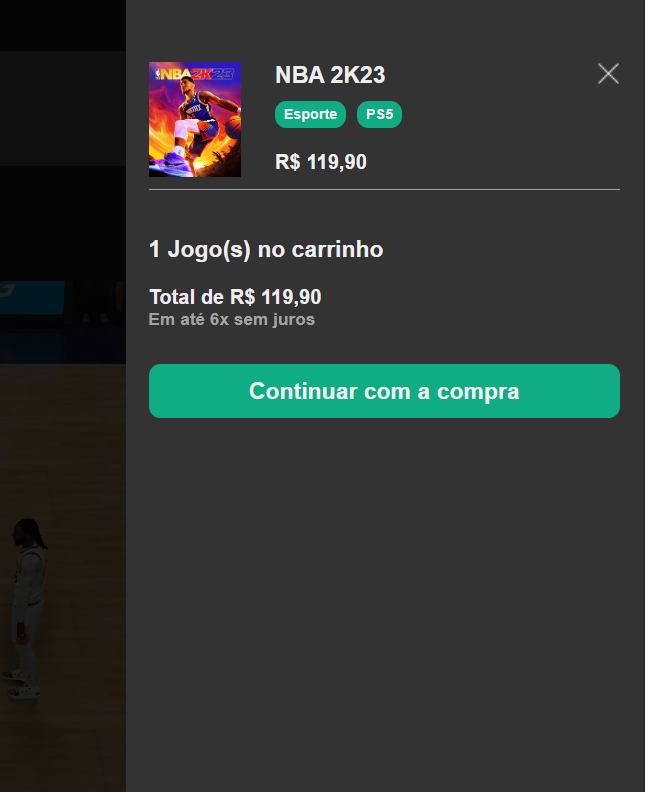 NBA 2K23
NBA 2K23
Esporte
PS5
R$ 119,90
1 Jogo(s) no carrinho
Total de R$ 119,90
Em até 6x sem juros
Continuar com a compra